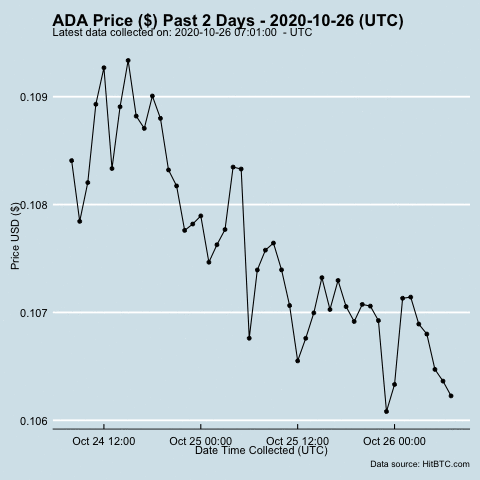 ADA Price ($) Past 2 Days - 2020-10-26 (UTC)
Latest data collected on: 2020-10-26 07:01:00 - UTC
Price USD ($)
0.109
0.108
0.107
0.106
Oct 24 12:00
Oct 25 00:00
Oct 25 12:00
Oct 26 00:00
Date Time Collected (UTC)
Data source: HitBTC.com